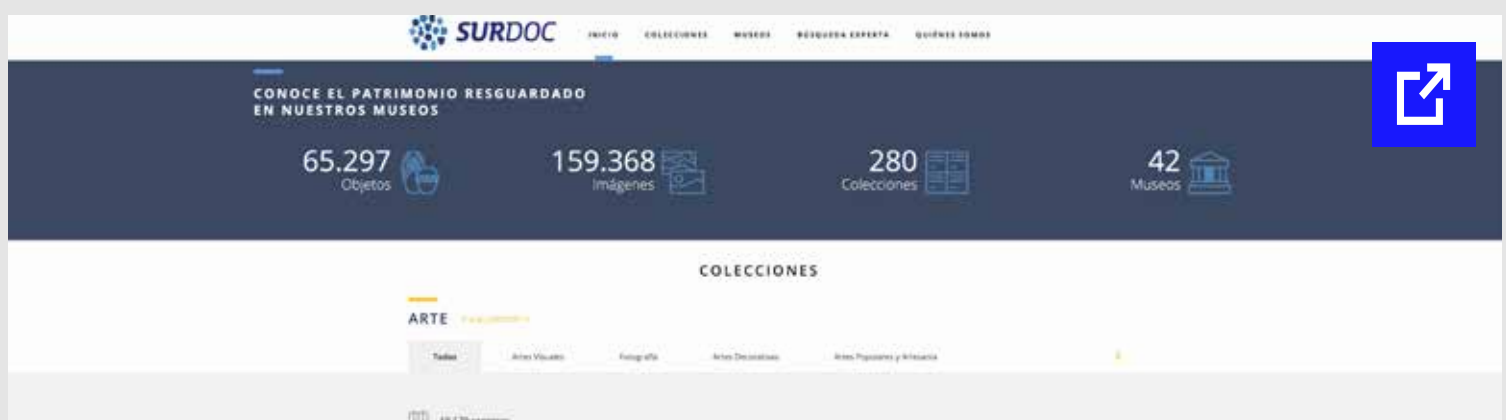 SURDOC INICIO COLECCIONES MUSEOS BÚSQUEDA EXPERTA QUIÉNES SOMOS
CONOCE EL PATRIMONIO RESGUARDADO
EN NUESTROS MUSEOS
65.297 159.368 280 42
Objetos Imágenes Colecciones Museos
COLECCIONES
ARTE
Todos Artes Visuales Fotografía Artes Decorativas Artes Populares y Artesanía